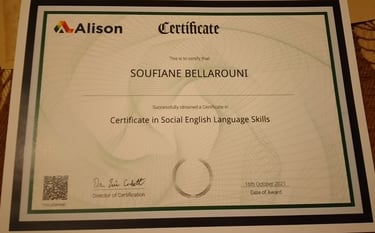 Alison
Certificate
This is to certify that
SOUFIANE BELLAROUNI
Successfully obtained a Certificate in
Certificate in Social English Language Skills
16th October 2021
Director of Certification
Date of Award